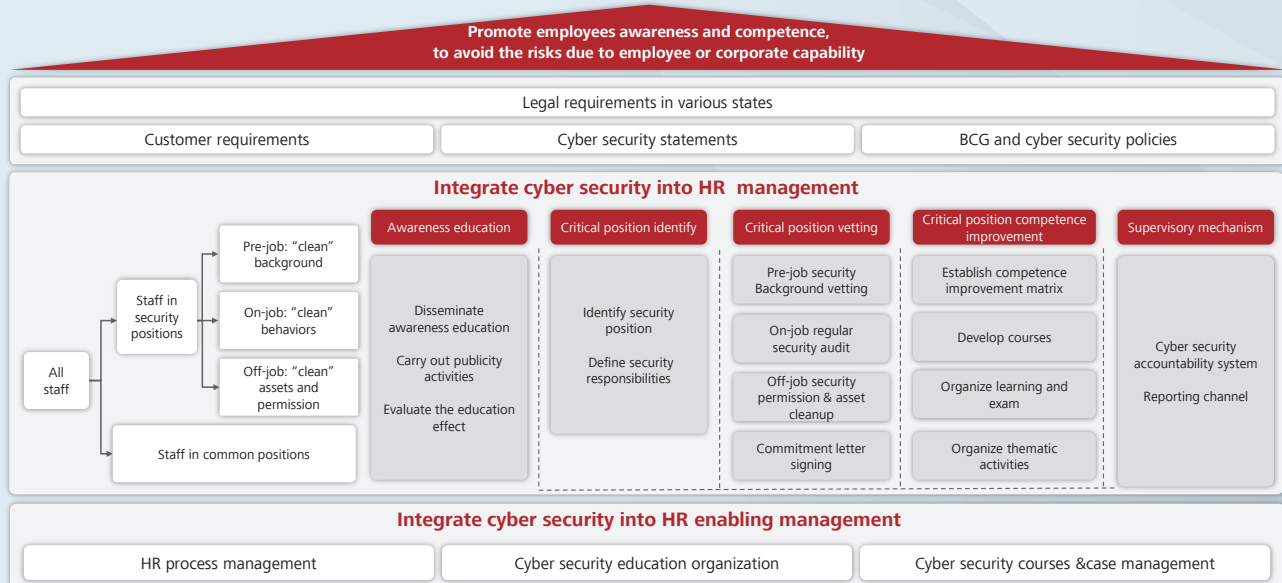 Promote employees awareness and competence,
to avoid the risks due to employee or corporate capability
Legal requirements in various states
Customer requirements
Cyber security statements
BCG and cyber security policies
Integrate cyber security into HR management
All
staff
Staff in
security
positions
Pre-job: “clean”
background
On-job: “clean”
behaviors
Off-job: “clean”
assets and
permission
Staff in common positions
Awareness education
Disseminate
awareness education
Carry out publicity
activities
Evaluate the education
effect
Critical position identify
Identify security
position
Define security
responsibilities
Critical position vetting
Pre-job security
Background vetting
On-job regular
security audit
Off-job security
permission & asset
cleanup
Commitment letter
signing
Critical position competence
improvement
Establish competence
improvement matrix
Develop courses
Organize learning and
exam
Organize thematic
activities
Supervisory mechanism
Cyber security
accountability system
Reporting channel
Integrate cyber security into HR enabling management
HR process management
Cyber security education organization
Cyber security courses &case management